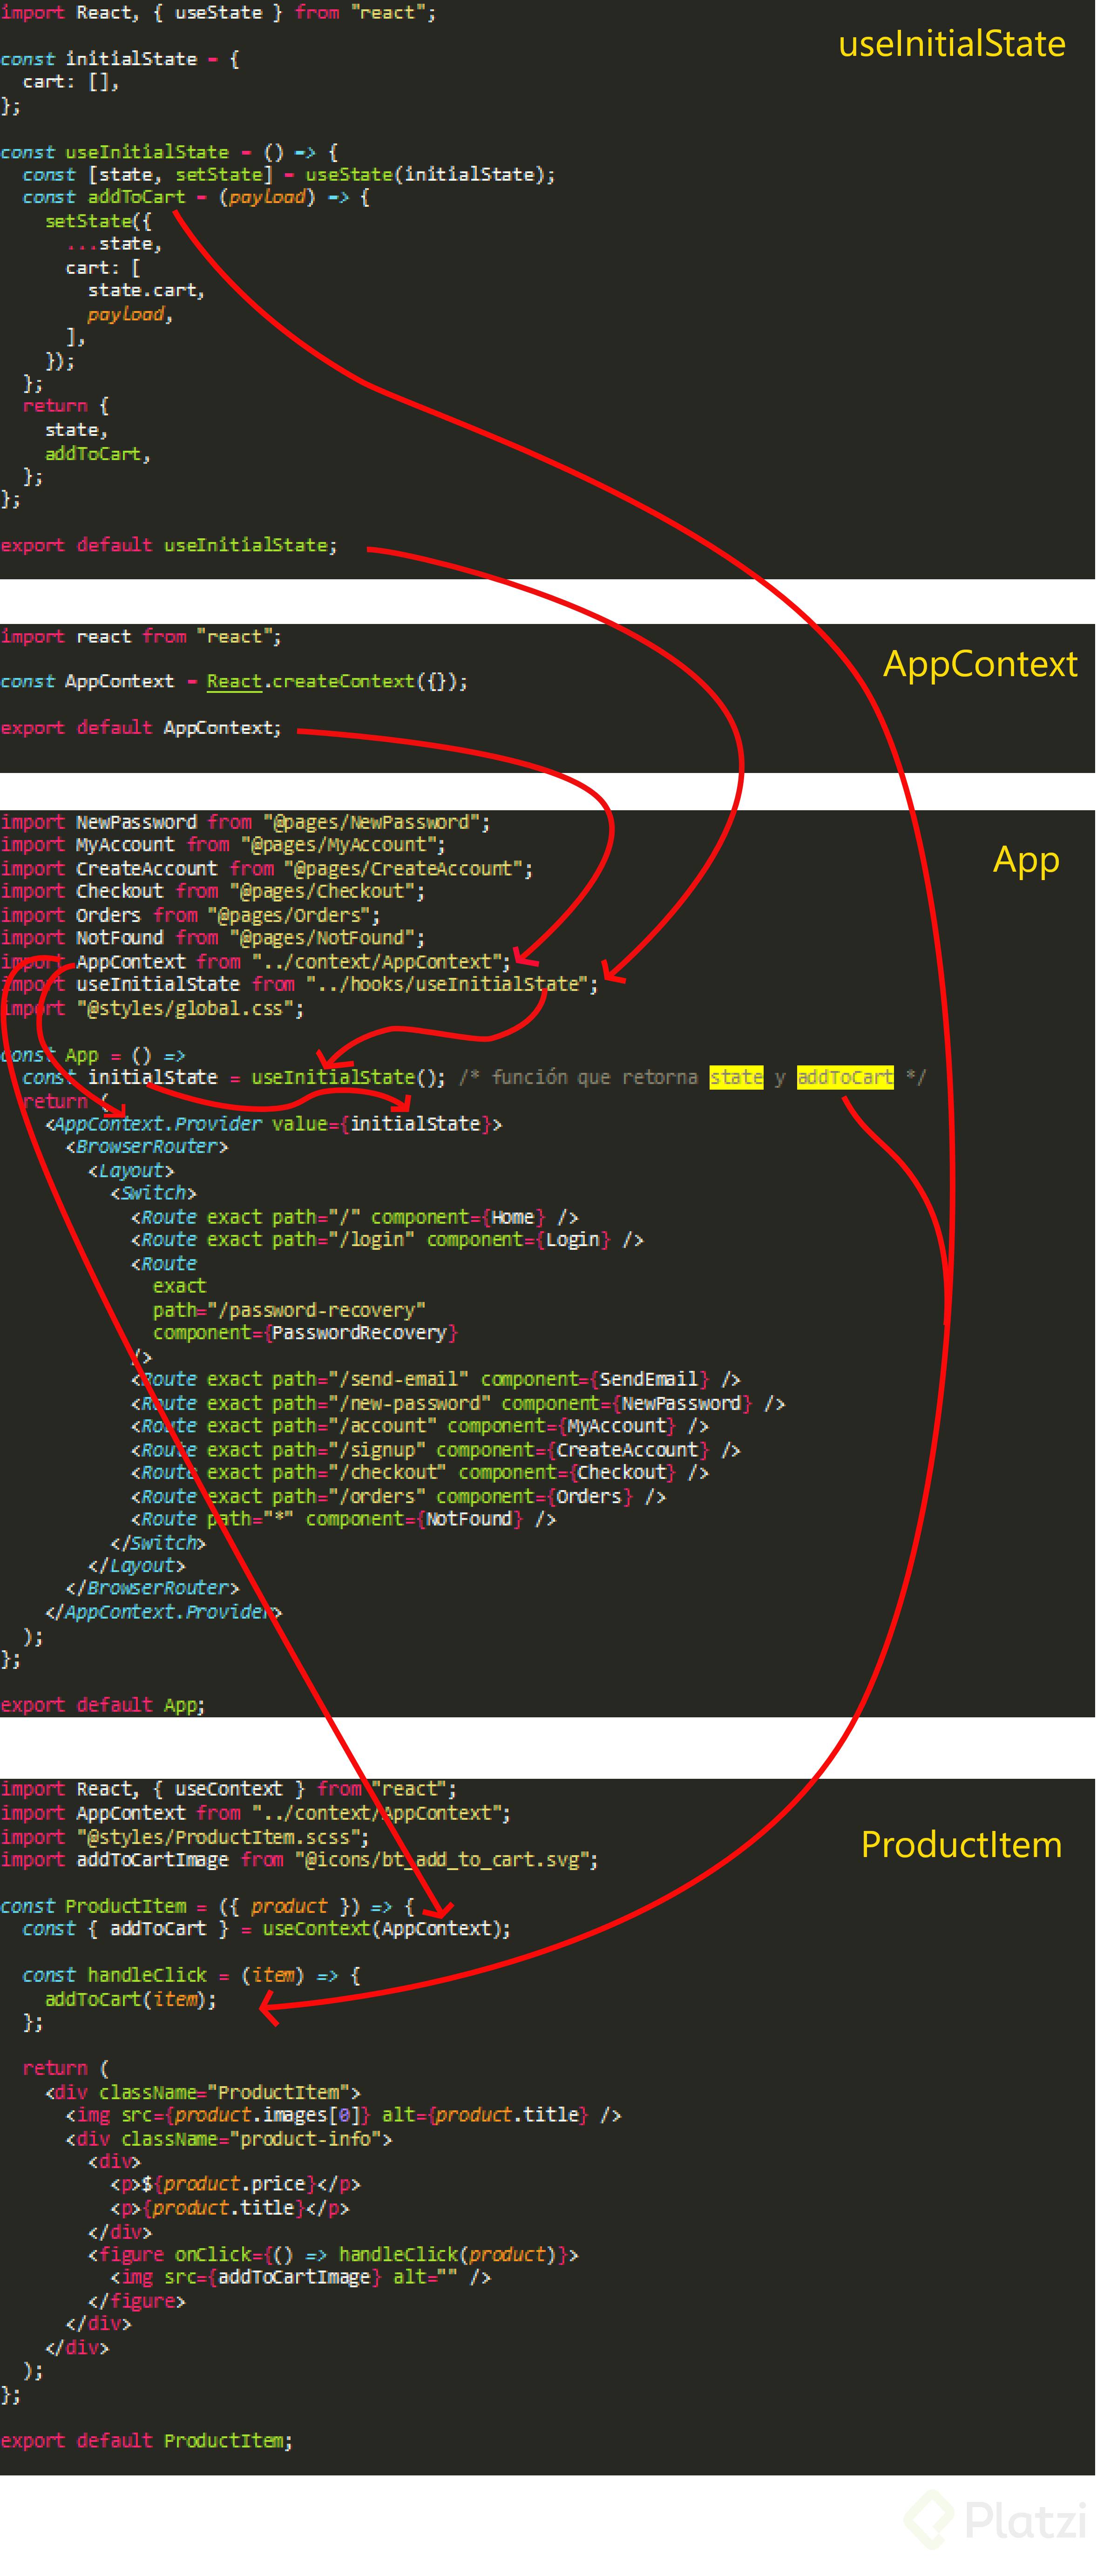 import React, { useState } from "react";
useInitialState
const initialState = {
  cart: [],
};
const useInitialState = () => {
  const [state, setState] = useState(initialState);
  const addToCart = (payload) => {
    setState({
      ...state,
      cart: [
        state.cart,
        payload,
      ],
    });
  };
  return {
    state,
    addToCart,
  };
};
export default useInitialState;
import react from "react";
AppContext
const AppContext = React.createContext({});
export default AppContext;
import NewPassword from "@pages/NewPassword";
import MyAccount from "@pages/MyAccount";
App
import CreateAccount from "@pages/CreateAccount";
import Checkout from "@pages/Checkout";
import Orders from "@pages/Orders";
import NotFound from "@pages/NotFound";
import AppContext from "../context/AppContext";
import useInitialState from "../hooks/useInitialState";
import "@styles/global.css";
const App = () =>
  const initialState = useInitialState(); /* función que retorna state y addToCart */
  return (
    <AppContext.Provider value={initialState}>
      <BrowserRouter>
        <Layout>
          <Switch>
            <Route exact path="/" component={Home} />
            <Route exact path="/login" component={Login} />
            <Route
              exact
              path="/password-recovery"
              component={PasswordRecovery}
            />
            <Route exact path="/send-email" component={SendEmail} />
            <Route exact path="/new-password" component={NewPassword} />
            <Route exact path="/account" component={MyAccount} />
            <Route exact path="/signup" component={CreateAccount} />
            <Route exact path="/checkout" component={Checkout} />
            <Route exact path="/orders" component={Orders} />
            <Route path="*" component={NotFound} />
          </Switch>
        </Layout>
      </BrowserRouter>
    </AppContext.Provider>
  );
};
export default App;
import React, { useContext } from "react";
import AppContext from "../context/AppContext";
import "@styles/ProductItem.scss";
ProductItem
import addToCartImage from "@icons/bt_add_to_cart.svg";
const ProductItem = ({ product }) => {
  const { addToCart } = useContext(AppContext);
  const handleClick = (item) => {
    addToCart(item);
  };
  return (
    <div className="ProductItem">
      <img src={product.images[0]} alt={product.title} />
      <div className="product-info">
        <div>
          <p>${product.price}</p>
          <p>{product.title}</p>
        </div>
        <figure onClick={() => handleClick(product)}>
          <img src={addToCartImage} alt="" />
        </figure>
      </div>
    </div>
  );
};
export default ProductItem;
Platzi